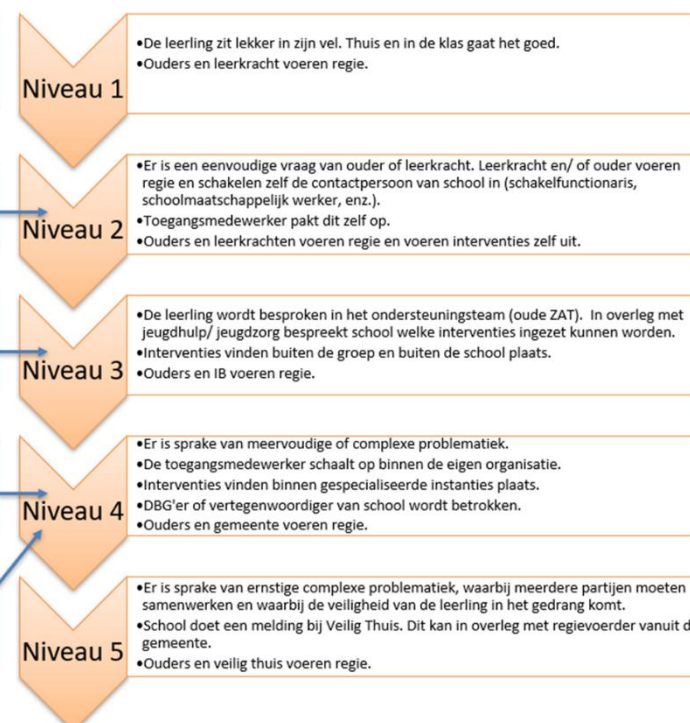 Niveau 1
•De leerling zit lekker in zijn vel. Thuis en in de klas gaat het goed.
•Ouders en leerkracht voeren regie.
Niveau 2
•Er is een eenvoudige vraag van ouder of leerkracht. Leerkracht en/ of ouder voeren
regie en schakelen zelf de contactpersoon van school in (schakelfunctionaris,
schoolmaatschappelijk werker, enz.).
•Toegangsmedewerker pakt dit zelf op.
•Ouders en leerkrachten voeren regie en voeren interventies zelf uit.
Niveau 3
•De leerling wordt besproken in het ondersteuningsteam (oude ZAT). In overleg met
jeugdhulp/ jeugdzorg bespreekt school welke interventies ingezet kunnen worden.
•Interventies vinden buiten de groep en buiten de school plaats.
•Ouders en IB voeren regie.
Niveau 4
•Er is sprake van meervoudige of complexe problematiek.
•De toegangsmedewerker schaalt op binnen de eigen organisatie.
•Interventies vinden binnen gespecialiseerde instanties plaats.
•DBG'er of vertegenwoordiger van school wordt betrokken.
•Ouders en gemeente voeren regie.
Niveau 5
•Er is sprake van ernstige complexe problematiek, waarbij meerdere partijen moeten
samenwerken en waarbij de veiligheid van de leerling in het gedrang komt.
•School doet een melding bij Veilig Thuis. Dit kan in overleg met regievoerder vanuit d
gemeente.
•Ouders en veilig thuis voeren regie.